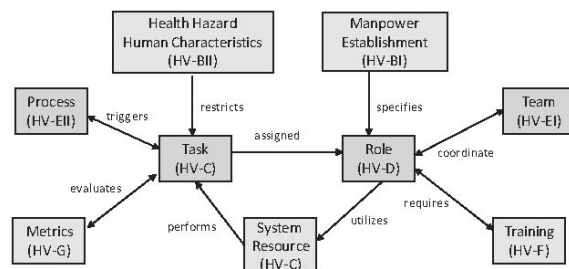 Health Hazard
Human Characteristics
(HV-BII)
Manpower
Establishment
(HV-BI)
restricts
specifies
Process
(HV-EII)
triggers
Task
(HV-C)
assigned
Role
(HV-D)
Team
(HV-EI)
coordinate
evaluates
performs
utilizes
requires
Metrics
(HV-G)
System
Resource
(HV-C)
Training
(HV-F)